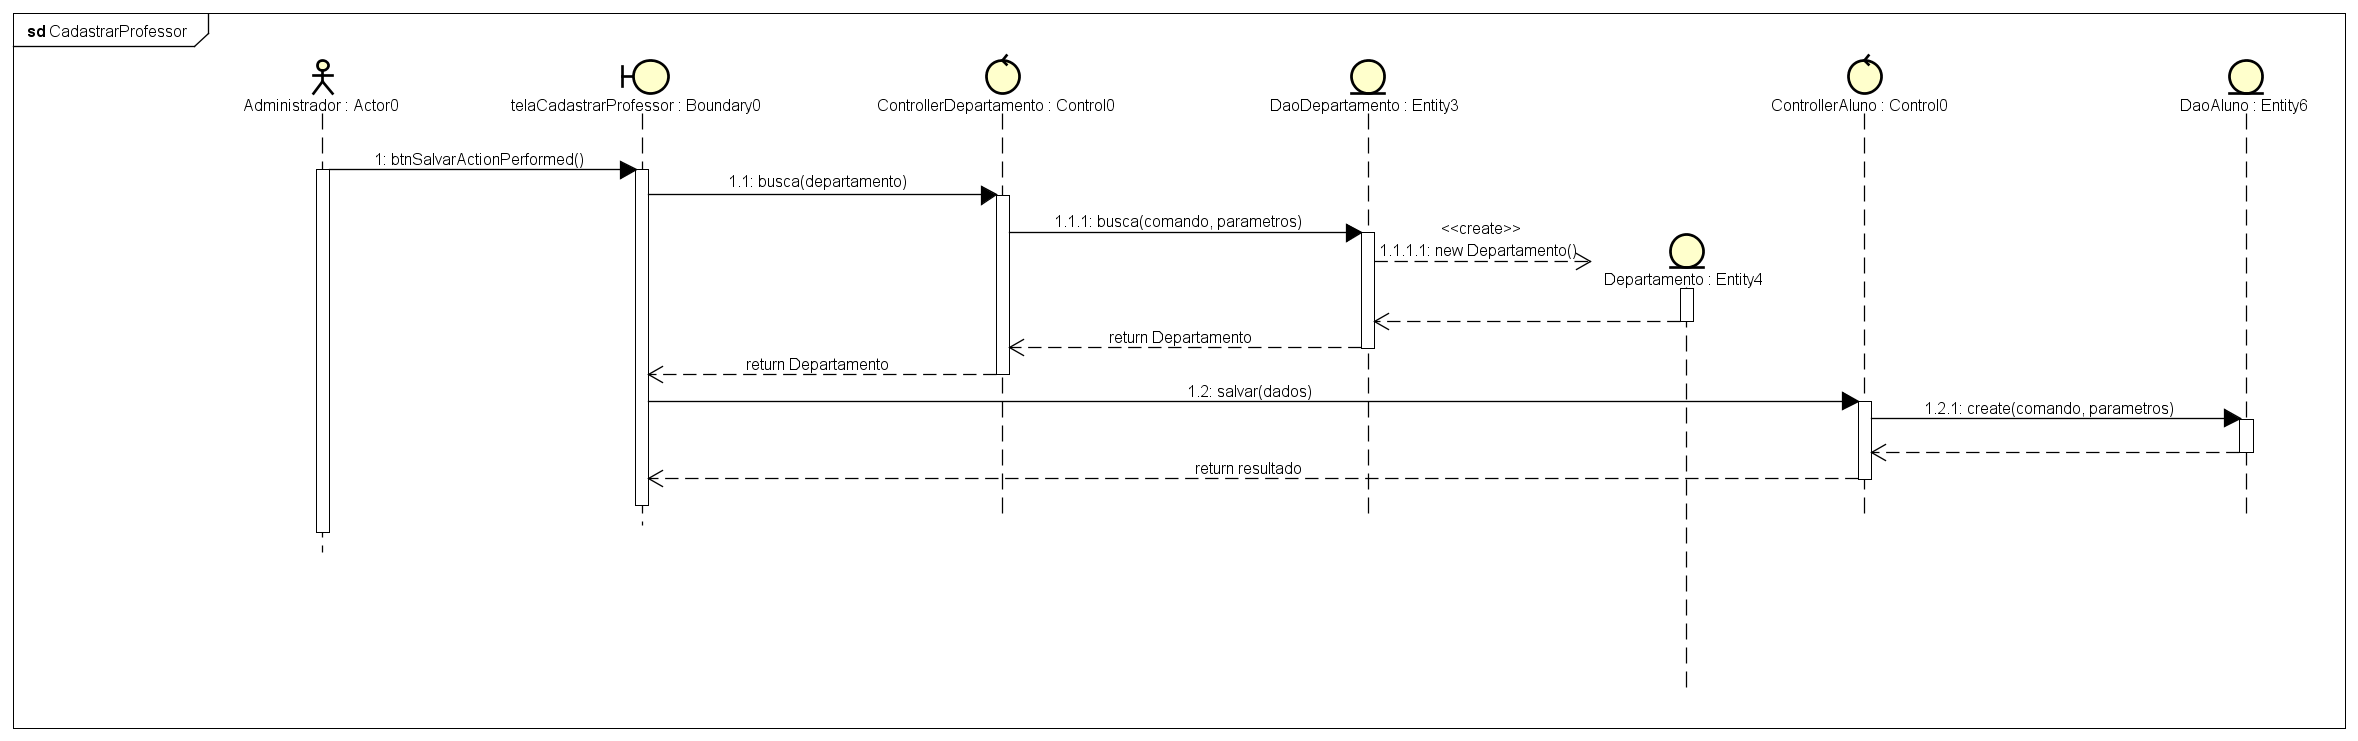 sd CadastrarProfessor
Administrador : Actor0
telaCadastrarProfessor : Boundary0
ControllerDepartamento : Control0
DaoDepartamento : Entity3
ControllerAluno : Control0
DaoAluno : Entity6
1: btnSalvarActionPerformed()
1.1: busca(departamento)
1.1.1: busca(comando, parametros)
<<create>>
1.1.1.1: new Departamento()
Departamento : Entity4
return Departamento
return Departamento
1.2: salvar(dados)
1.2.1: create(comando, parametros)
return resultado